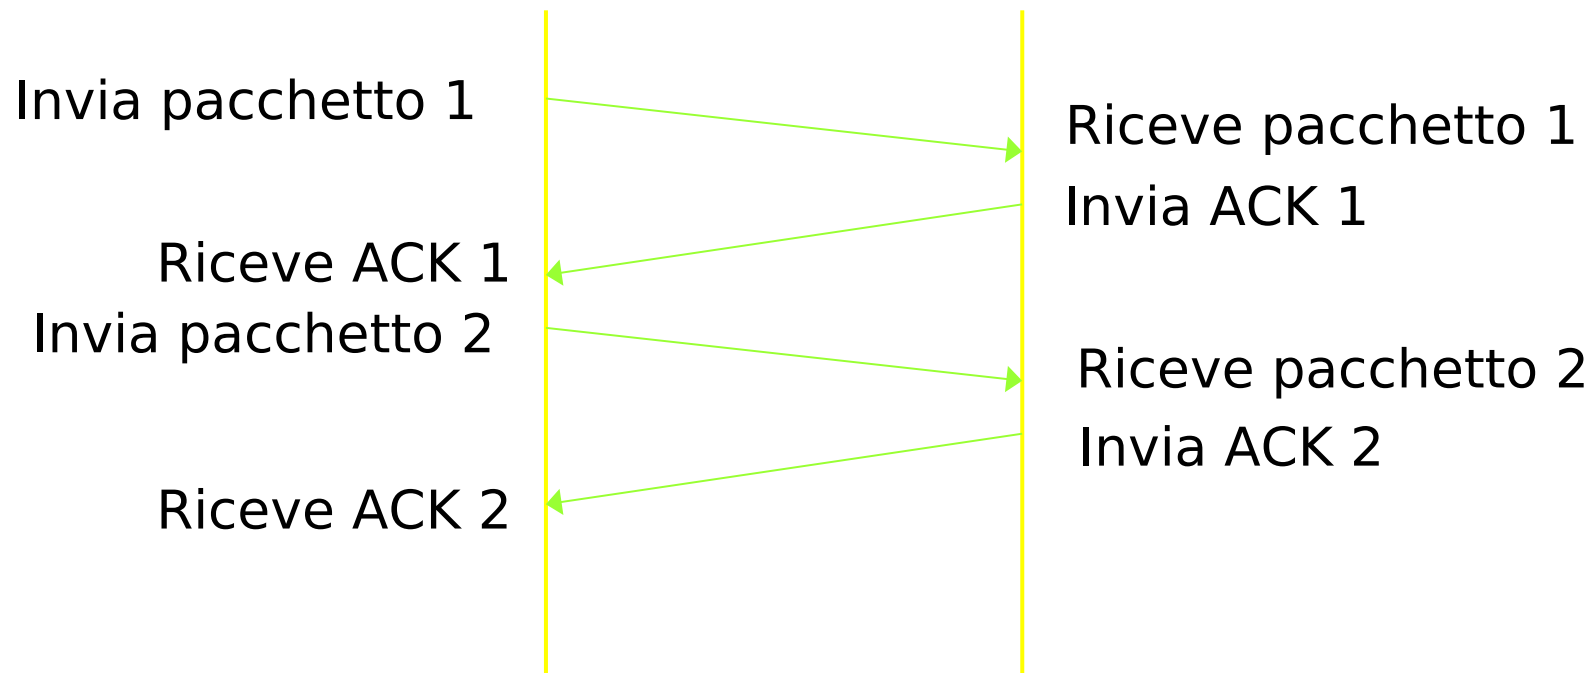 Invia pacchetto 1
Riceve pacchetto 1
Invia ACK 1
Riceve ACK 1
Invia pacchetto 2
Riceve pacchetto 2
Invia ACK 2
Riceve ACK 2